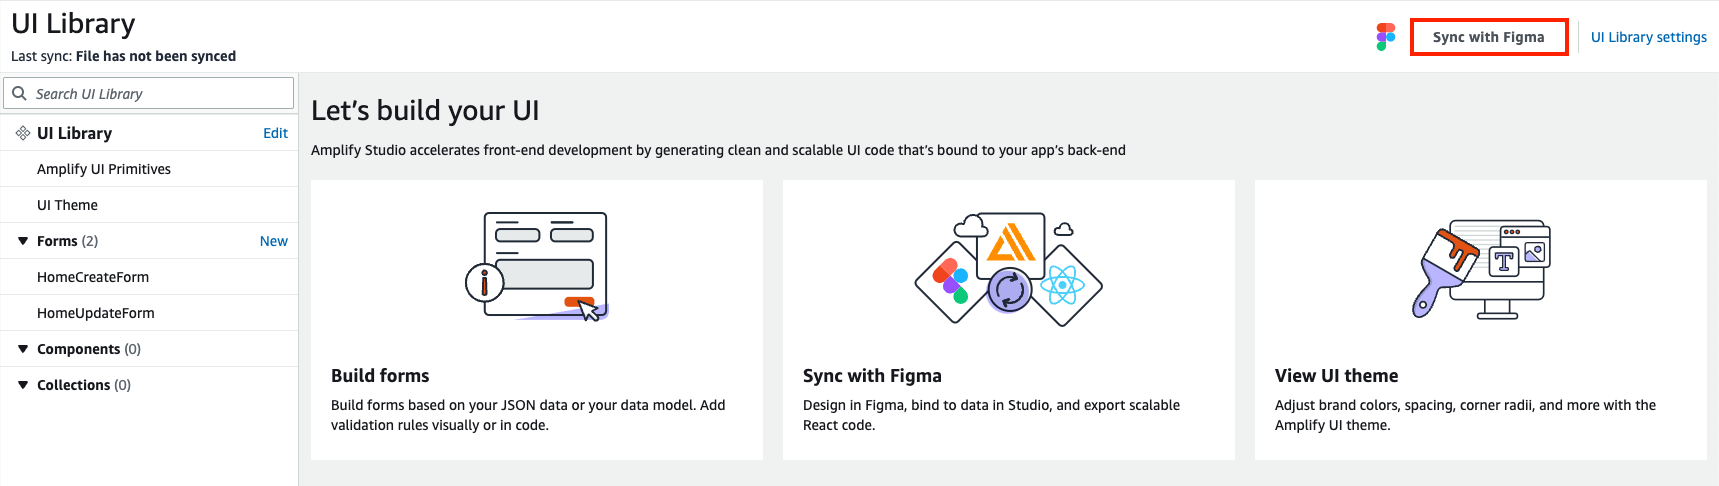 UI Library
Last sync: File has not been synced
Sync with Figma
UI Library settings
Search UI Library
UI Library
Edit
Amplify UI Primitives
UI Theme
Forms (2)
New
HomeCreateForm
HomeUpdateForm
Components (0)
Collections (0)
Let's build your UI
Amplify Studio accelerates front-end development by generating clean and scalable UI code that's bound to your app's back-end
Build forms
Build forms based on your JSON data or your data model. Add
validation rules visually or in code.
Sync with Figma
Design in Figma, bind to data in Studio, and export scalable
React code.
T
View UI theme
Adjust brand colors, spacing, corner radii, and more with the
Amplify UI theme.